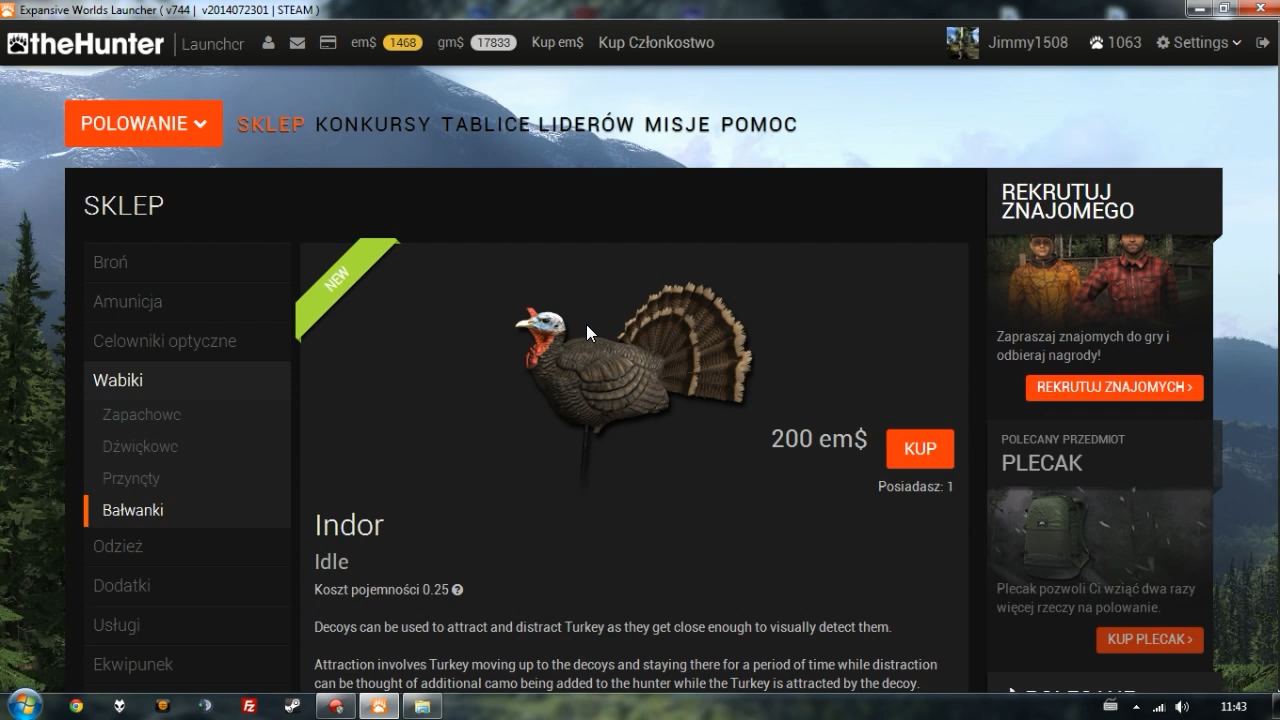 Expansive Worlds Launcher ( v744 | v2014072301 | STEAM )
theHunter Launcher em$ 1468 gm$ 17833 Kup em$ Kup Członkostwo Jimmy1508 1063 Settings
POLOWANIE SKLEP KONKURSY TABLICE LIDERÓW MISJE POMOC
SKLEP
Broń
Amunicja
Celowniki optyczne
Wabiki
Zapachowe
Dźwiękowe
Przynęty
Bałwanki
Odzież
Dodatki
Usługi
Ekwipunek
NEW
200 em$ KUP
Posiadasz: 1
Indor
Idle
Koszt pojemności 0.25
Decoys can be used to attract and distract Turkey as they get close enough to visually detect them.
Attraction involves Turkey moving up to the decoys and staying there for a period of time while distraction
can be thought of additional camo being added to the hunter while the Turkey is attracted by the decoy.
REKRUTUJ
ZNAJOMEGO
Zapraszaj znajomych do gry i
odbieraj nagrody!
REKRUTUJ ZNAJOMYCH ›
POLECANY PRZEDMIOT
PLECAK
Plecak pozwoli Ci wziąć dwa razy
więcej rzeczy na polowanie.
KUP PLECAK ›
11:43